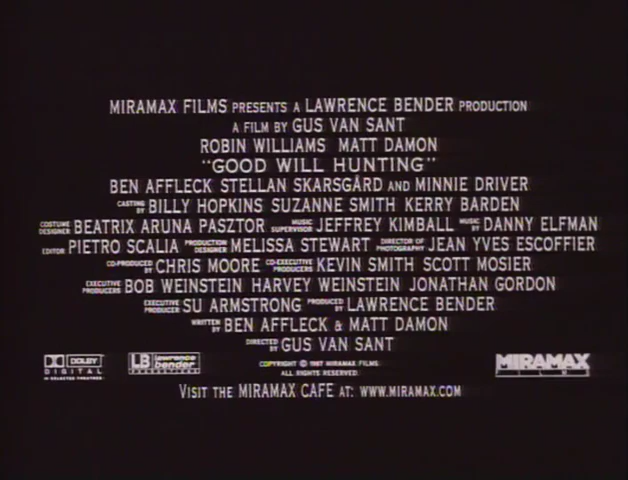 MIRAMAX FILMS PRESENTS A LAWRENCE BENDER PRODUCTION
A FILM BY GUS VAN SANT
ROBIN WILLIAMS MATT DAMON
"GOOD WILL HUNTING"
BEN AFFLECK STELLAN SKARSGÅRD AND MINNIE DRIVER
CASTING BY BILLY HOPKINS SUZANNE SMITH KERRY BARDEN
COSTUME DESIGNER BEATRIX ARUNA PASZTOR MUSIC SUPERVISOR JEFFREY KIMBALL MUSIC BY DANNY ELFMAN
EDITOR PIETRO SCALIA PRODUCTION DESIGNER MELISSA STEWART DIRECTOR OF PHOTOGRAPHY JEAN YVES ESCOFFIER
CO-PRODUCED BY CHRIS MOORE CO-EXECUTIVE PRODUCERS KEVIN SMITH SCOTT MOSIER
EXECUTIVE PRODUCERS BOB WEINSTEIN HARVEY WEINSTEIN JONATHAN GORDON
EXECUTIVE PRODUCER SU ARMSTRONG PRODUCED BY LAWRENCE BENDER
WRITTEN BY BEN AFFLECK & MATT DAMON
DIRECTED BY GUS VAN SANT
DOLBY DIGITAL IN SELECTED THEATRES
LB lawrence bender PRODUCTIONS
COPYRIGHT © 1997 MIRAMAX FILMS
ALL RIGHTS RESERVED.
MIRAMAX FILMS
VISIT THE MIRAMAX CAFE AT: WWW.MIRAMAX.COM